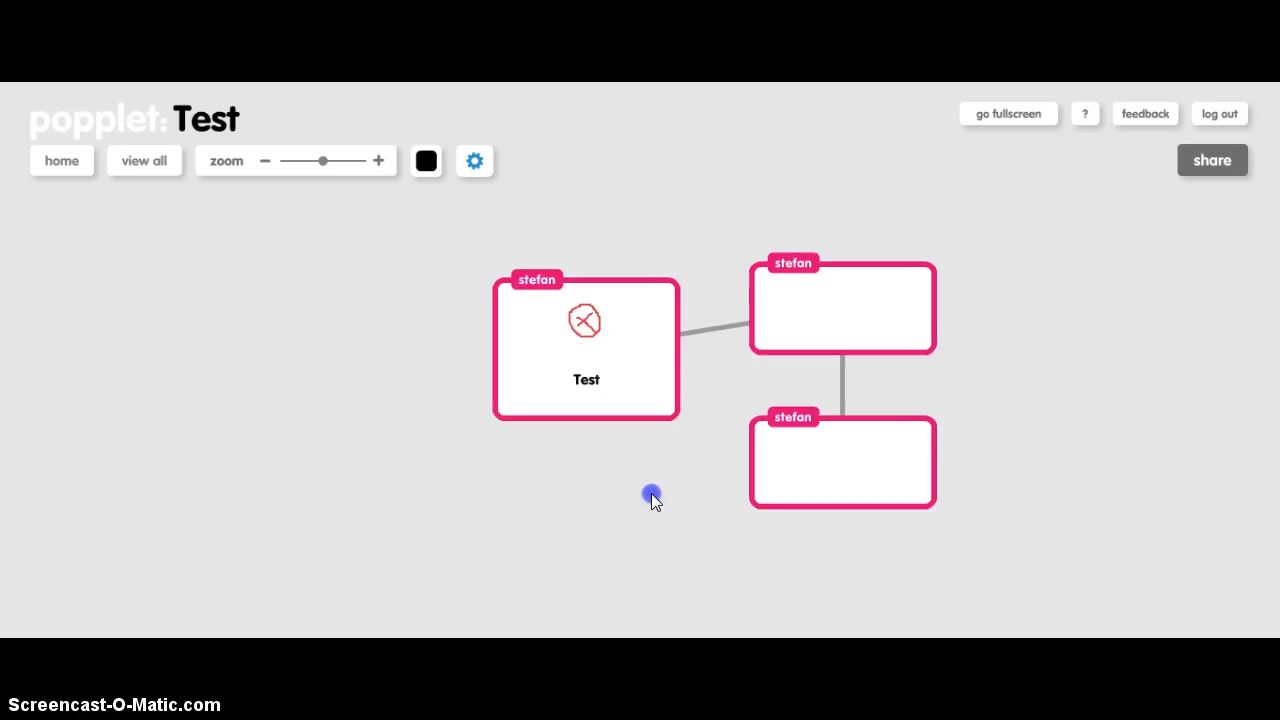 popplet: Test
go fullscreen ? feedback log out
home view all zoom - + share
stefan
Test
stefan
stefan
Screencast-O-Matic.com